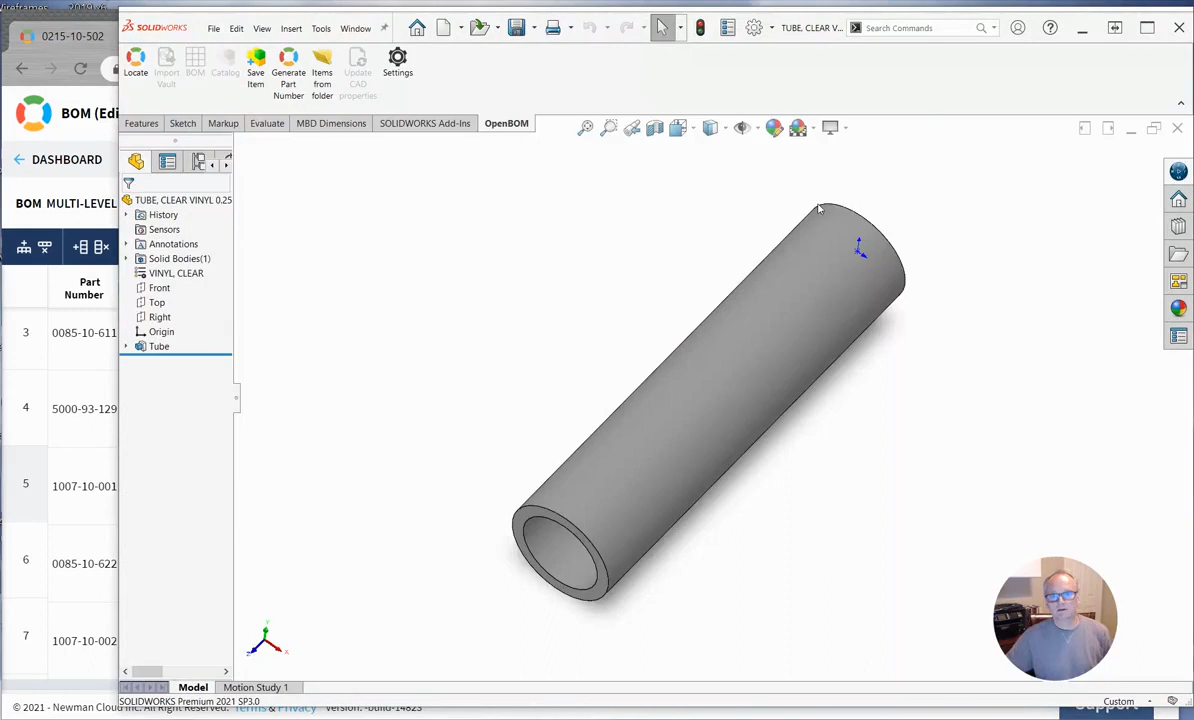 0215-10-502
BOM (Edi
DASHBOARD
BOM MULTI-LEVEL
Part
Number
3 0085-10-611
4 5000-93-129
5 1007-10-001
6 0085-10-622
7 1007-10-002
© 2021 - Newman Cloud Inc. All Right Reserved. Terms & Privacy Version: -build-14823
Support
SOLIDWORKS File Edit View Insert Tools Window
TUBE, CLEAR V... Search Commands
Locate
Import
Vault
BOM
Catalog
Save
Item
Generate
Part
Number
Items
from
folder
Update
CAD
properties
Settings
Features Sketch Markup Evaluate MBD Dimensions SOLIDWORKS Add-Ins OpenBOM
TUBE, CLEAR VINYL 0.25
History
Sensors
Annotations
Solid Bodies(1)
VINYL, CLEAR
Front
Top
Right
Origin
Tube
Model Motion Study 1
SOLIDWORKS Premium 2021 SP3.0
Custom